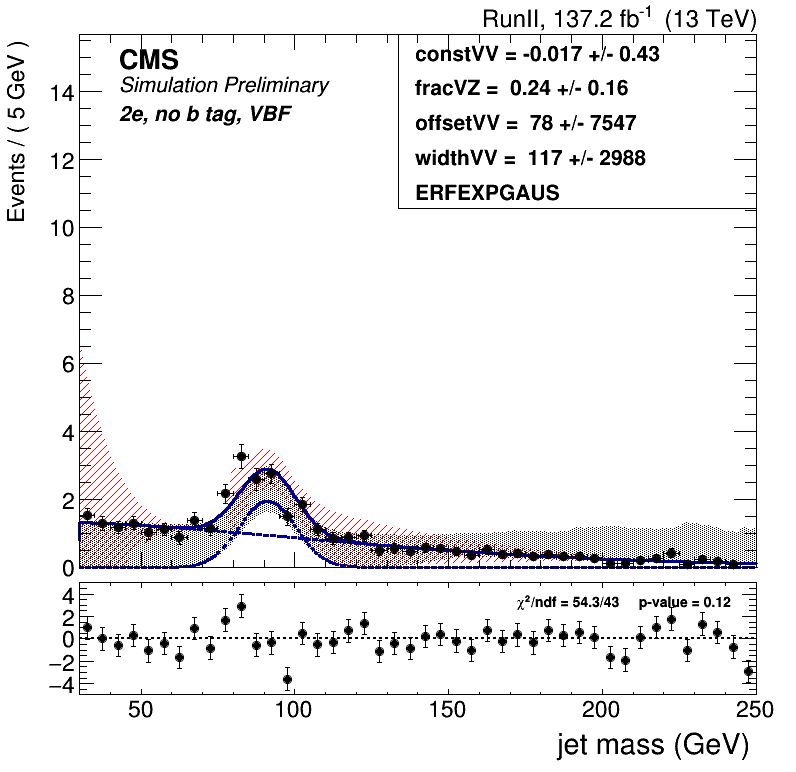 RunII, 137.2 fb-1 (13 TeV)
CMS
Simulation Preliminary
2e, no b tag, VBF
constVV = -0.017 +/- 0.43
fracVZ = 0.24 +/- 0.16
offsetVV = 78 +/- 7547
widthVV = 117 +/- 2988
ERFEXPGAUS
Events / ( 5 GeV )
14
12
10
8
6
4
2
0
χ2/ndf = 54.3/43 p-value = 0.12
4
2
0
−2
−4
50 100 150 200 250
jet mass (GeV)